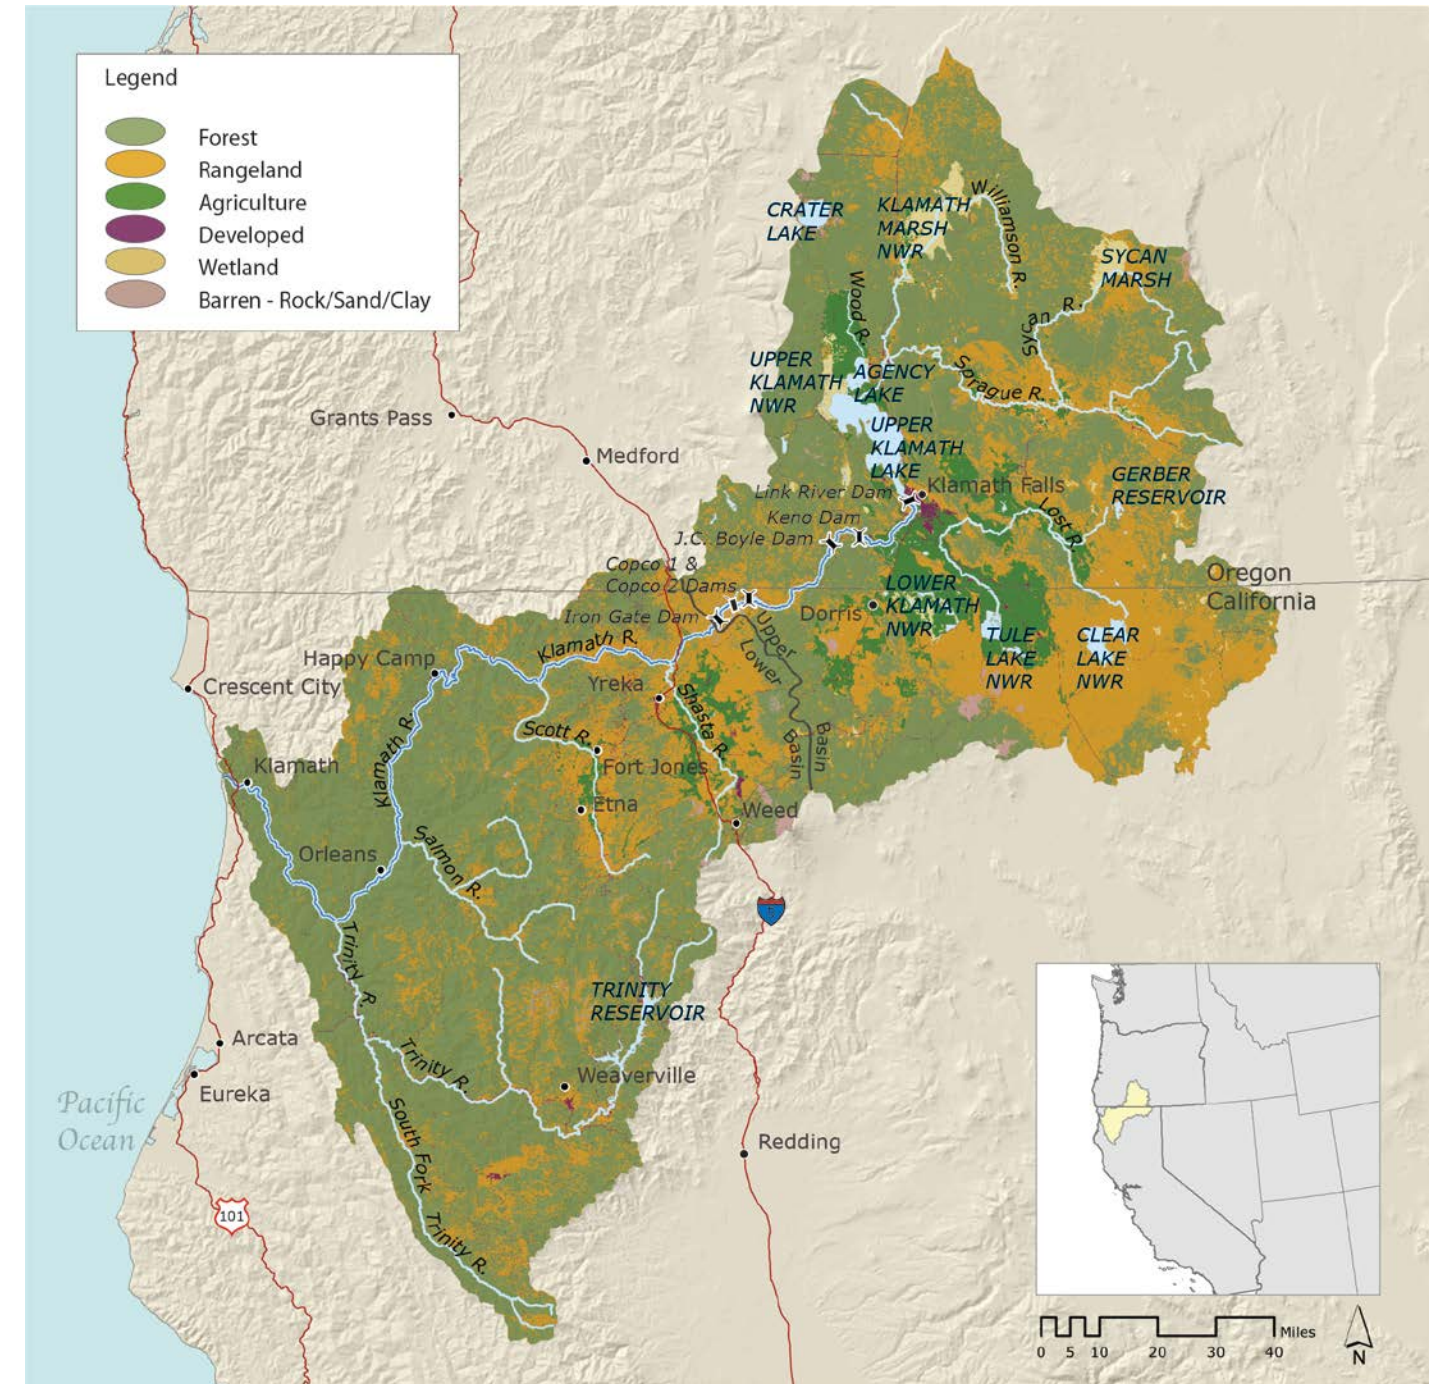 Legend
Forest
Rangeland
Agriculture
Developed
Wetland
Barren - Rock/Sand/Clay
CRATER
LAKE
KLAMATH
MARSH
NWR
Williamson R.
SYCAN
MARSH
Wood R.
Sycan R.
UPPER
KLAMATH
NWR
AGENCY
LAKE
Sprague R.
Grants Pass
Medford
UPPER
KLAMATH
LAKE
GERBER
RESERVOIR
Link River Dam
Klamath Falls
Keno Dam
Lost R.
J.C. Boyle Dam
Copco 1 &
Copco 2 Dams
Oregon
California
LOWER
KLAMATH
NWR
Dorris
Iron Gate Dam
Upper
Lower
Basin
Basin
TULE
LAKE
NWR
CLEAR
LAKE
NWR
Klamath R.
Happy Camp
Crescent City
Yreka
Shasta R.
Scott R.
Klamath R.
Fort Jones
Klamath
Etna
Weed
Orleans
Salmon R.
5
Trinity R.
TRINITY
RESERVOIR
Arcata
Trinity R.
Weaverville
Eureka
Pacific
Ocean
South Fork Trinity R.
Redding
101
Miles
0 5 10 20 30 40
N